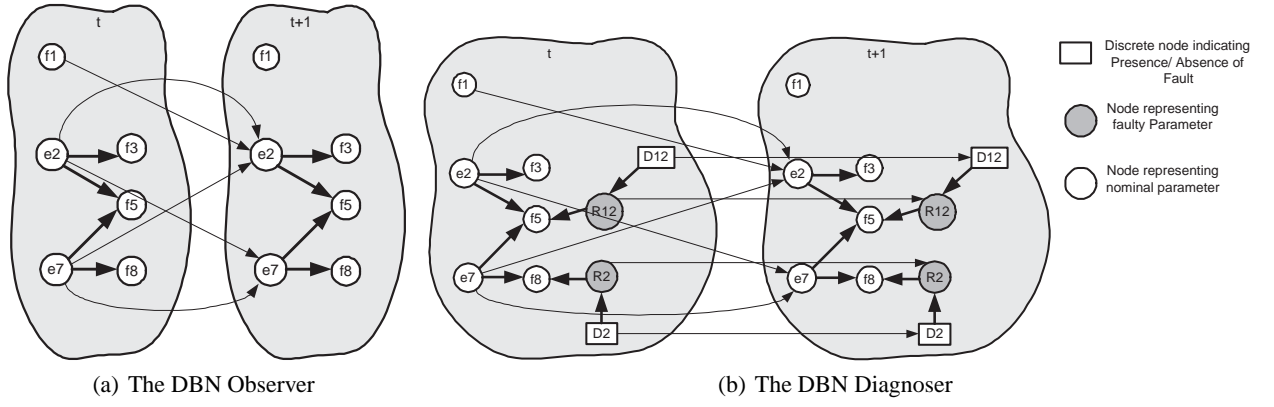 t
t+1
f1
f1
e2
f3
e2
f3
f5
f5
e7
f8
e7
f8
(a) The DBN Observer
t
t+1
f1
f1
D12
D12
e2
f3
e2
f3
R12
R12
f5
f5
e7
f8
R2
e7
f8
R2
D2
D2
(b) The DBN Diagnoser
Discrete node indicating
Presence/ Absence of
Fault
Node representing
faulty Parameter
Node representing
nominal parameter